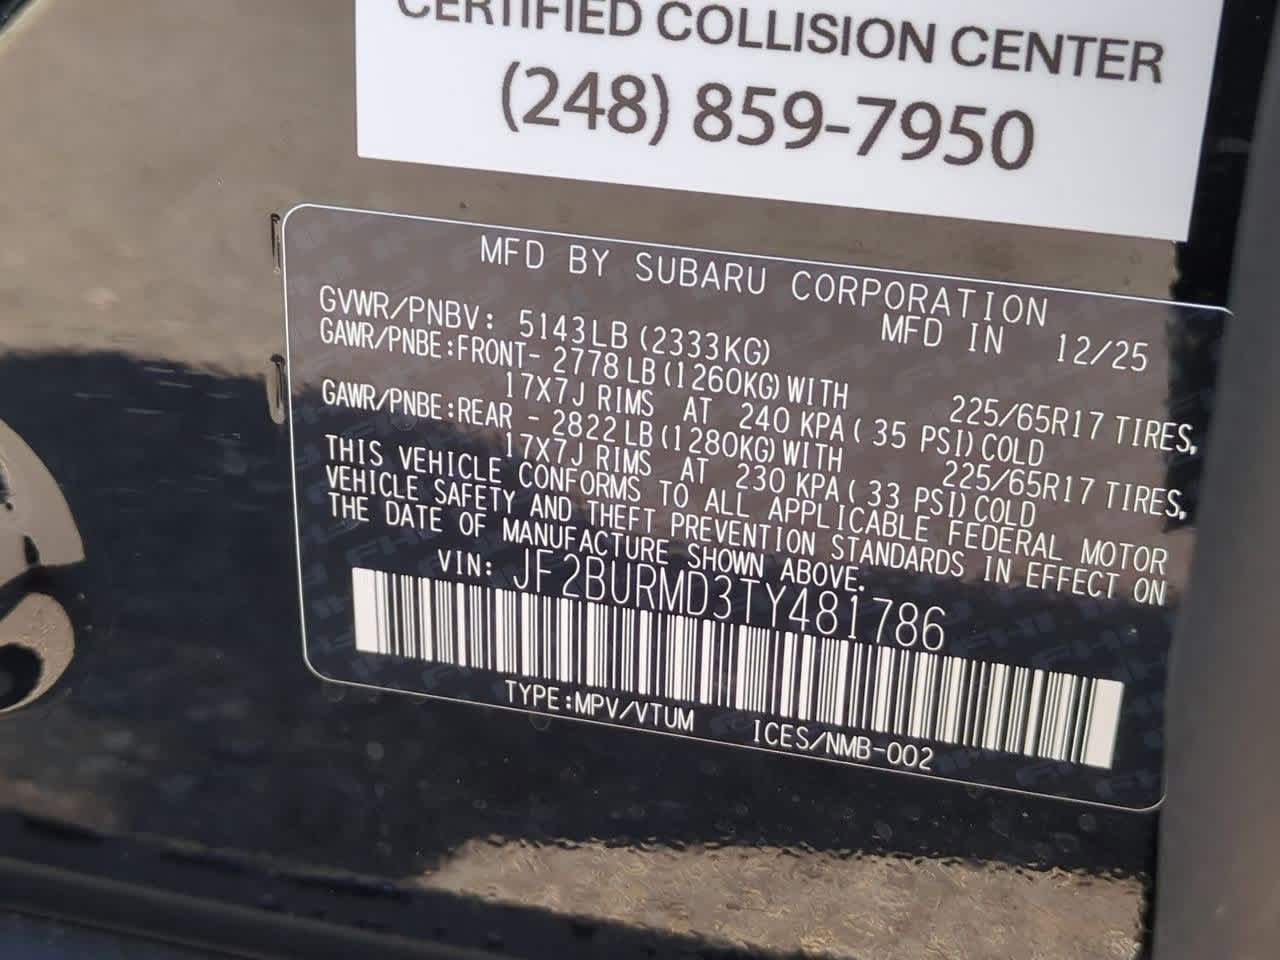 CERTIFIED COLLISION CENTER
(248) 859-7950
MFD BY SUBARU CORPORATION
MFD IN 12/25
GVWR/PNBV: 5143LB (2333KG)
GAWR/PNBE:FRONT- 2778LB(1260KG)WITH 225/65R17 TIRES,
17X7J RIMS AT 240 KPA( 35 PSI)COLD
GAWR/PNBE:REAR - 2822LB(1280KG)WITH 225/65R17 TIRES,
17X7J RIMS AT 230 KPA( 33 PSI)COLD
THIS VEHICLE CONFORMS TO ALL APPLICABLE FEDERAL MOTOR
VEHICLE SAFETY AND THEFT PREVENTION STANDARDS IN EFFECT ON
THE DATE OF MANUFACTURE SHOWN ABOVE.
VIN: JF2BURMD3TY481786
TYPE:MPV/VTUM ICES/NMB-002